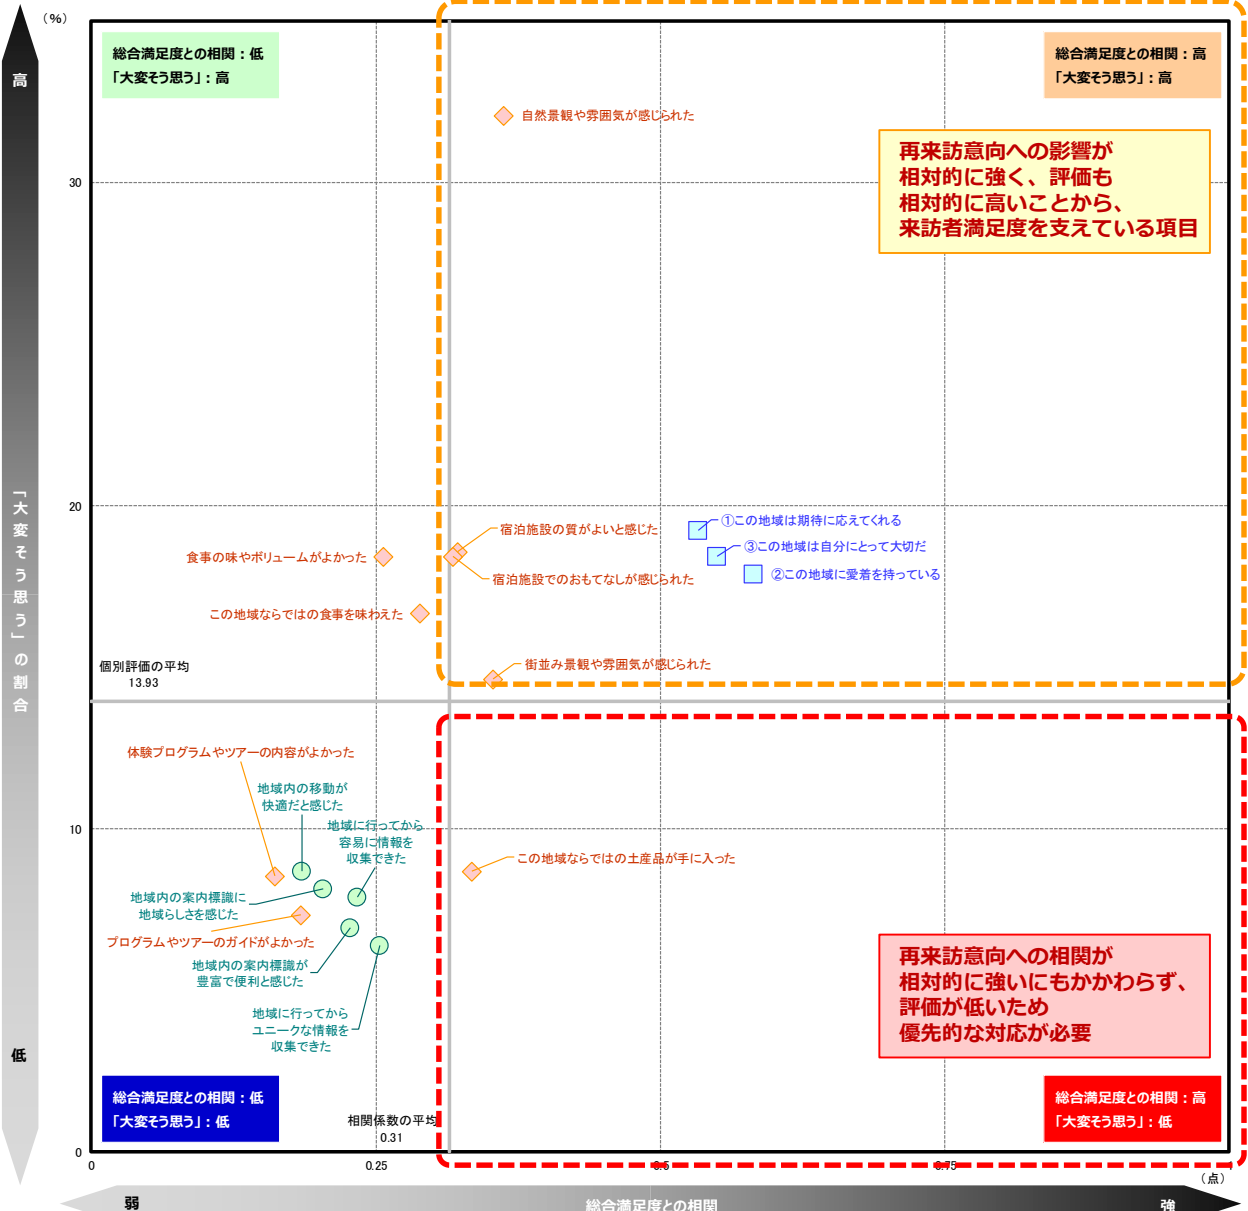 （%）
総合満足度との相関：低
「大変そう思う」：高
総合満足度との相関：高
「大変そう思う」：高
高
自然景観や雰囲気が感じられた
再来訪意向への影響が
相対的に強く、評価も
相対的に高いことから、
来訪者満足度を支えている項目
30
「大変そう思う」の割合
20
①この地域は期待に応えてくれる
宿泊施設の質がよいと感じた
③この地域は自分にとって大切だ
食事の味やボリュームがよかった
②この地域に愛着を持っている
宿泊施設でのおもてなしが感じられた
この地域ならではの食事を味わえた
個別評価の平均
13.93
街並み景観や雰囲気が感じられた
体験プログラムやツアーの内容がよかった
地域内の移動が
快適だと感じた
地域に行ってから
容易に情報を
収集できた
10
この地域ならではの土産品が手に入った
地域内の案内標識に
地域らしさを感じた
プログラムやツアーのガイドがよかった
地域内の案内標識が
豊富で便利と感じた
地域に行ってから
ユニークな情報を
収集できた
再来訪意向への相関が
相対的に強いにもかかわらず、
評価が低いため
優先的な対応が必要
低
総合満足度との相関：低
「大変そう思う」：低
相関係数の平均
0.31
総合満足度との相関：高
「大変そう思う」：低
0
0
0.25
0.5
0.75
1
（点）
弱
総合満足度との相関
強